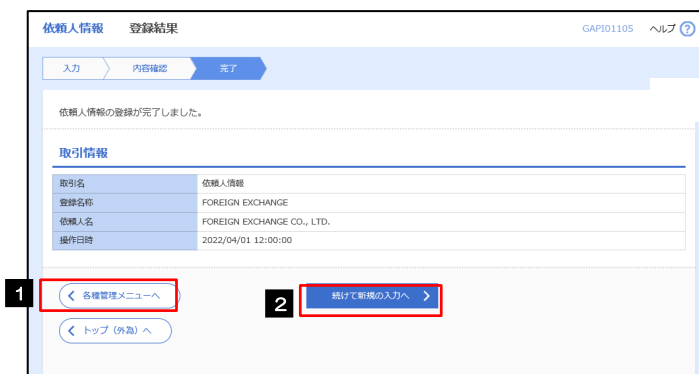 依頼人情報 登録結果 GAPI01105 ヘルプ ?
入力 内容確認 完了
依頼人情報の登録が完了しました。
取引情報
取引名 依頼人情報
登録名称 FOREIGN EXCHANGE
依頼人名 FOREIGN EXCHANGE CO., LTD.
操作日時 2022/04/01 12:00:00
1 各種管理メニューへ 2 続けて新規の入力へ
トップ（外為）へ